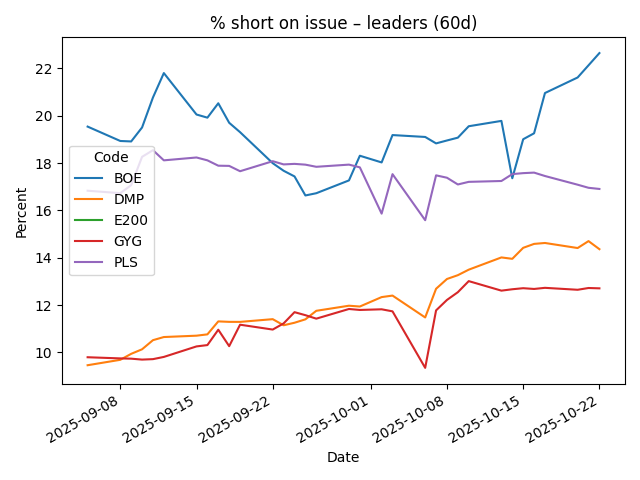 % short on issue – leaders (60d)
Percent
22
20
18
16
14
12
10
Code
BOE
DMP
E200
GYG
PLS
2025-09-08
2025-09-15
2025-09-22
2025-10-01
2025-10-08
2025-10-15
2025-10-22
Date